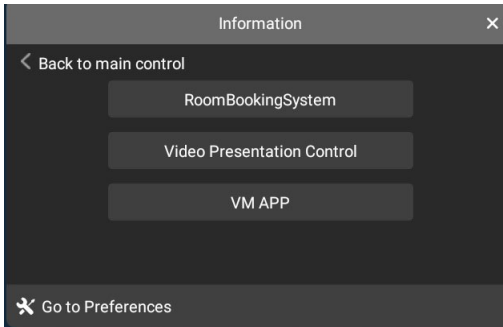 Information
Back to main control
RoomBookingSystem
Video Presentation Control
VM APP
Go to Preferences